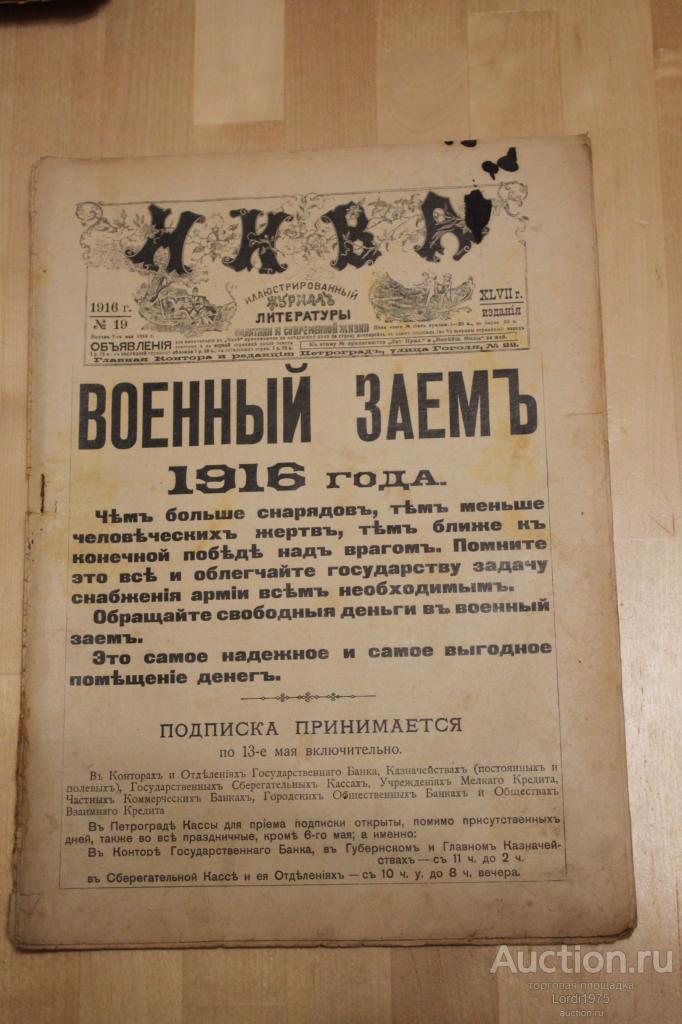 НИВА
ИЛЛЮСТРИРОВАННЫЙ
ЖУРНАЛЪ
ЛИТЕРАТУРЫ
ПОЛИТИКИ И СОВРЕМЕННОЙ ЖИЗНИ
1916 г.
№ 19
XLVII г.
изданія
ОБЪЯВЛЕНІЯ
Главная Контора и редакція: Петроградъ, улица Гоголя, № 22.
ВОЕННЫЙ ЗАЕМЪ
1916 ГОДА.
Чѣмъ больше снарядовъ, тѣмъ меньше
человѣческихъ жертвъ, тѣмъ ближе къ
конечной побѣдѣ надъ врагомъ. Помните
это всѣ и облегчайте государству задачу
снабженія арміи всѣмъ необходимымъ.
Обращайте свободныя деньги въ военный
заемъ.
Это самое надежное и самое выгодное
помѣщеніе денегъ.
ПОДПИСКА ПРИНИМАЕТСЯ
по 13-е мая включительно.
Въ Конторахъ и Отдѣленіяхъ Государственнаго Банка, Казначействахъ (постоянныхъ и
полевыхъ), Государственныхъ Сберегательныхъ Кассахъ, Учрежденіяхъ Мелкаго Кредита,
Частныхъ Коммерческихъ Банкахъ, Городскихъ Общественныхъ Банкахъ и Обществахъ
Взаимнаго Кредита
Въ Петроградѣ Кассы для пріема подписки открыты, помимо присутственныхъ
дней, также во всѣ праздничные, кромѣ 6-го мая; а именно:
Въ Конторѣ Государственнаго Банка, въ Губернскомъ и Главномъ Казначей-
ствахъ — съ 11 ч. до 2 ч.
въ Сберегательной Кассѣ и ея Отдѣленіяхъ — съ 10 ч. у. до 8 ч. вечера.
Auction.ru
торговая площадка
Lordi1975
auction.ru